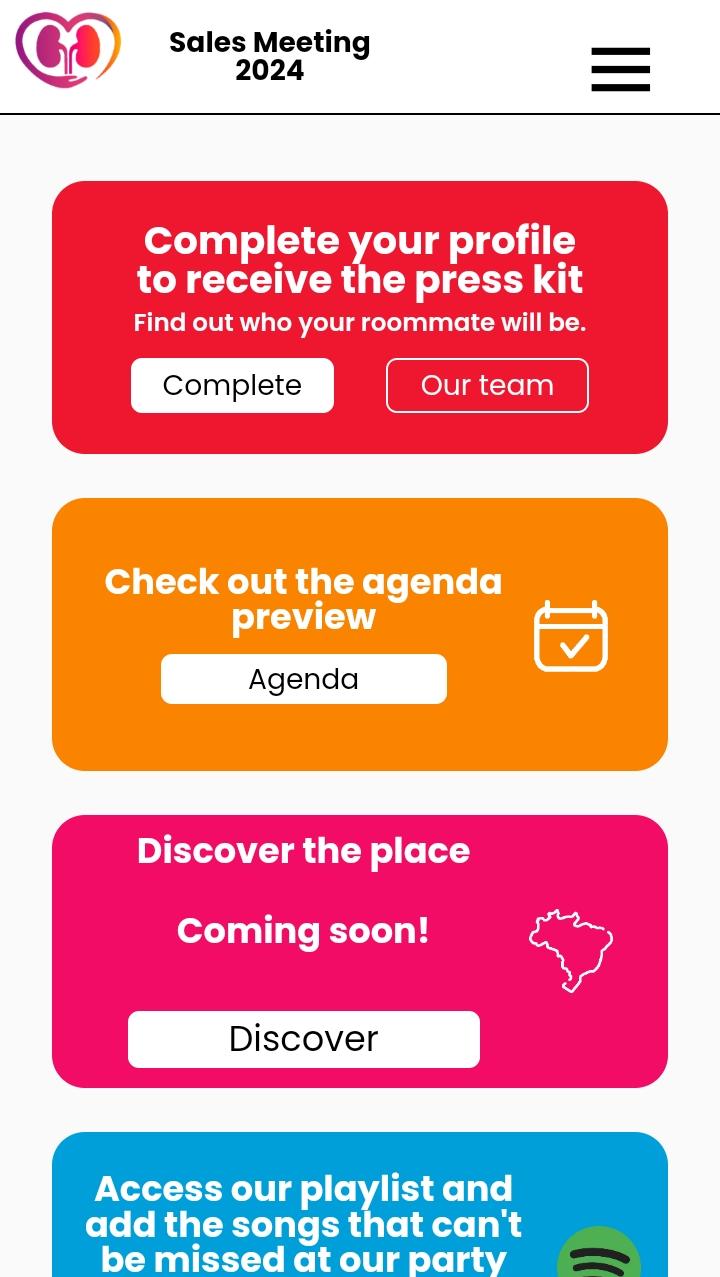 Sales Meeting
2024
Complete your profile
to receive the press kit
Find out who your roommate will be.
Complete
Our team
Check out the agenda
preview
Agenda
Discover the place
Coming soon!
Discover
Access our playlist and
add the songs that can't
be missed at our party